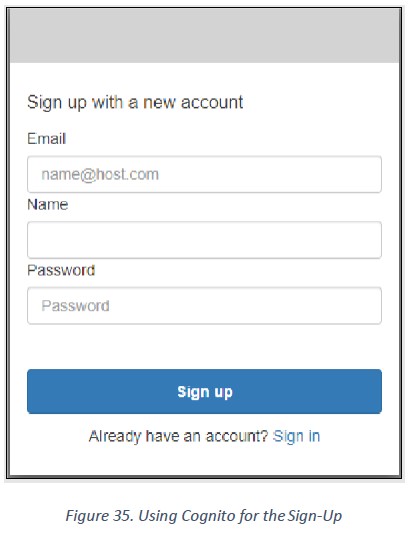 Sign up with a new account
Email
name@host.com
Name
Password
Password
Sign up
Already have an account? Sign in
Figure 35. Using Cognito for the Sign-Up